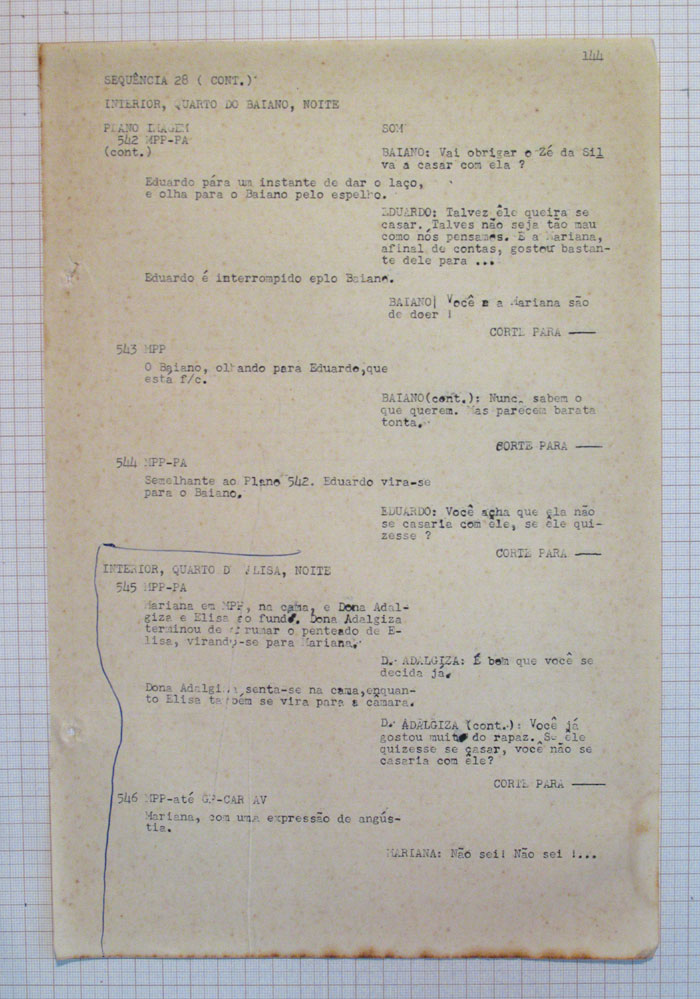 144
SEQUÊNCIA 28 ( CONT.)
INTERIOR, QUARTO DO BAIANO, NOITE
PLANO IMAGEM
SOM
542 MPP-PA
(cont.)
BAIANO: Vai obrigar o Zé da Sil
va a casar com ela ?
Eduardo pára um instante de dar o laço,
e olha para o Baiano pelo espelho.
EDUARDO: Talvez êle queira se
casar. Talves não seja tão mau
como nós pensamos. E a Mariana,
afinal de contas, gostou bastan-
te dele para ...
Eduardo é interrompido eplo Baiano.
BAIANO| Você e a Mariana são
de doer !
CORTE PARA ——
543 MPP
O Baiano, olhando para Eduardo,que
está f/c.
BAIANO(cont.): Nunca sabem o
que querem. Mas parecem barata
tonta.
CORTE PARA ——
544 MPP-PA
Semelhante ao Plano 542. Eduardo vira-se
para o Baiano.
EDUARDO: Você acha que ela não
se casaria com êle, se êle qui-
zesse ?
CORTE PARA ——
INTERIOR, QUARTO D' ELISA, NOITE
545 MPP-PA
Mariana em MPP, na cama, e Dona Adal-
giza e Elisa ao fundo. Dona Adalgiza
terminou de arrumar o penteado de E-
lisa, virando-se para Mariana.
D. ADALGIZA: É bom que você se
decida já.
Dona Adalgiza senta-se na cama,enquan-
to Elisa também se vira para a câmara.
D. ADALGIZA (cont.): Você já
gostou muito do rapaz. Se êle
quizesse se casar, você não se
casaria com êle?
CORTE PARA ——
546 MPP-até GP-CAR AV
Mariana, com uma expressão de angús-
tia.
MARIANA: Não sei! Não sei !...